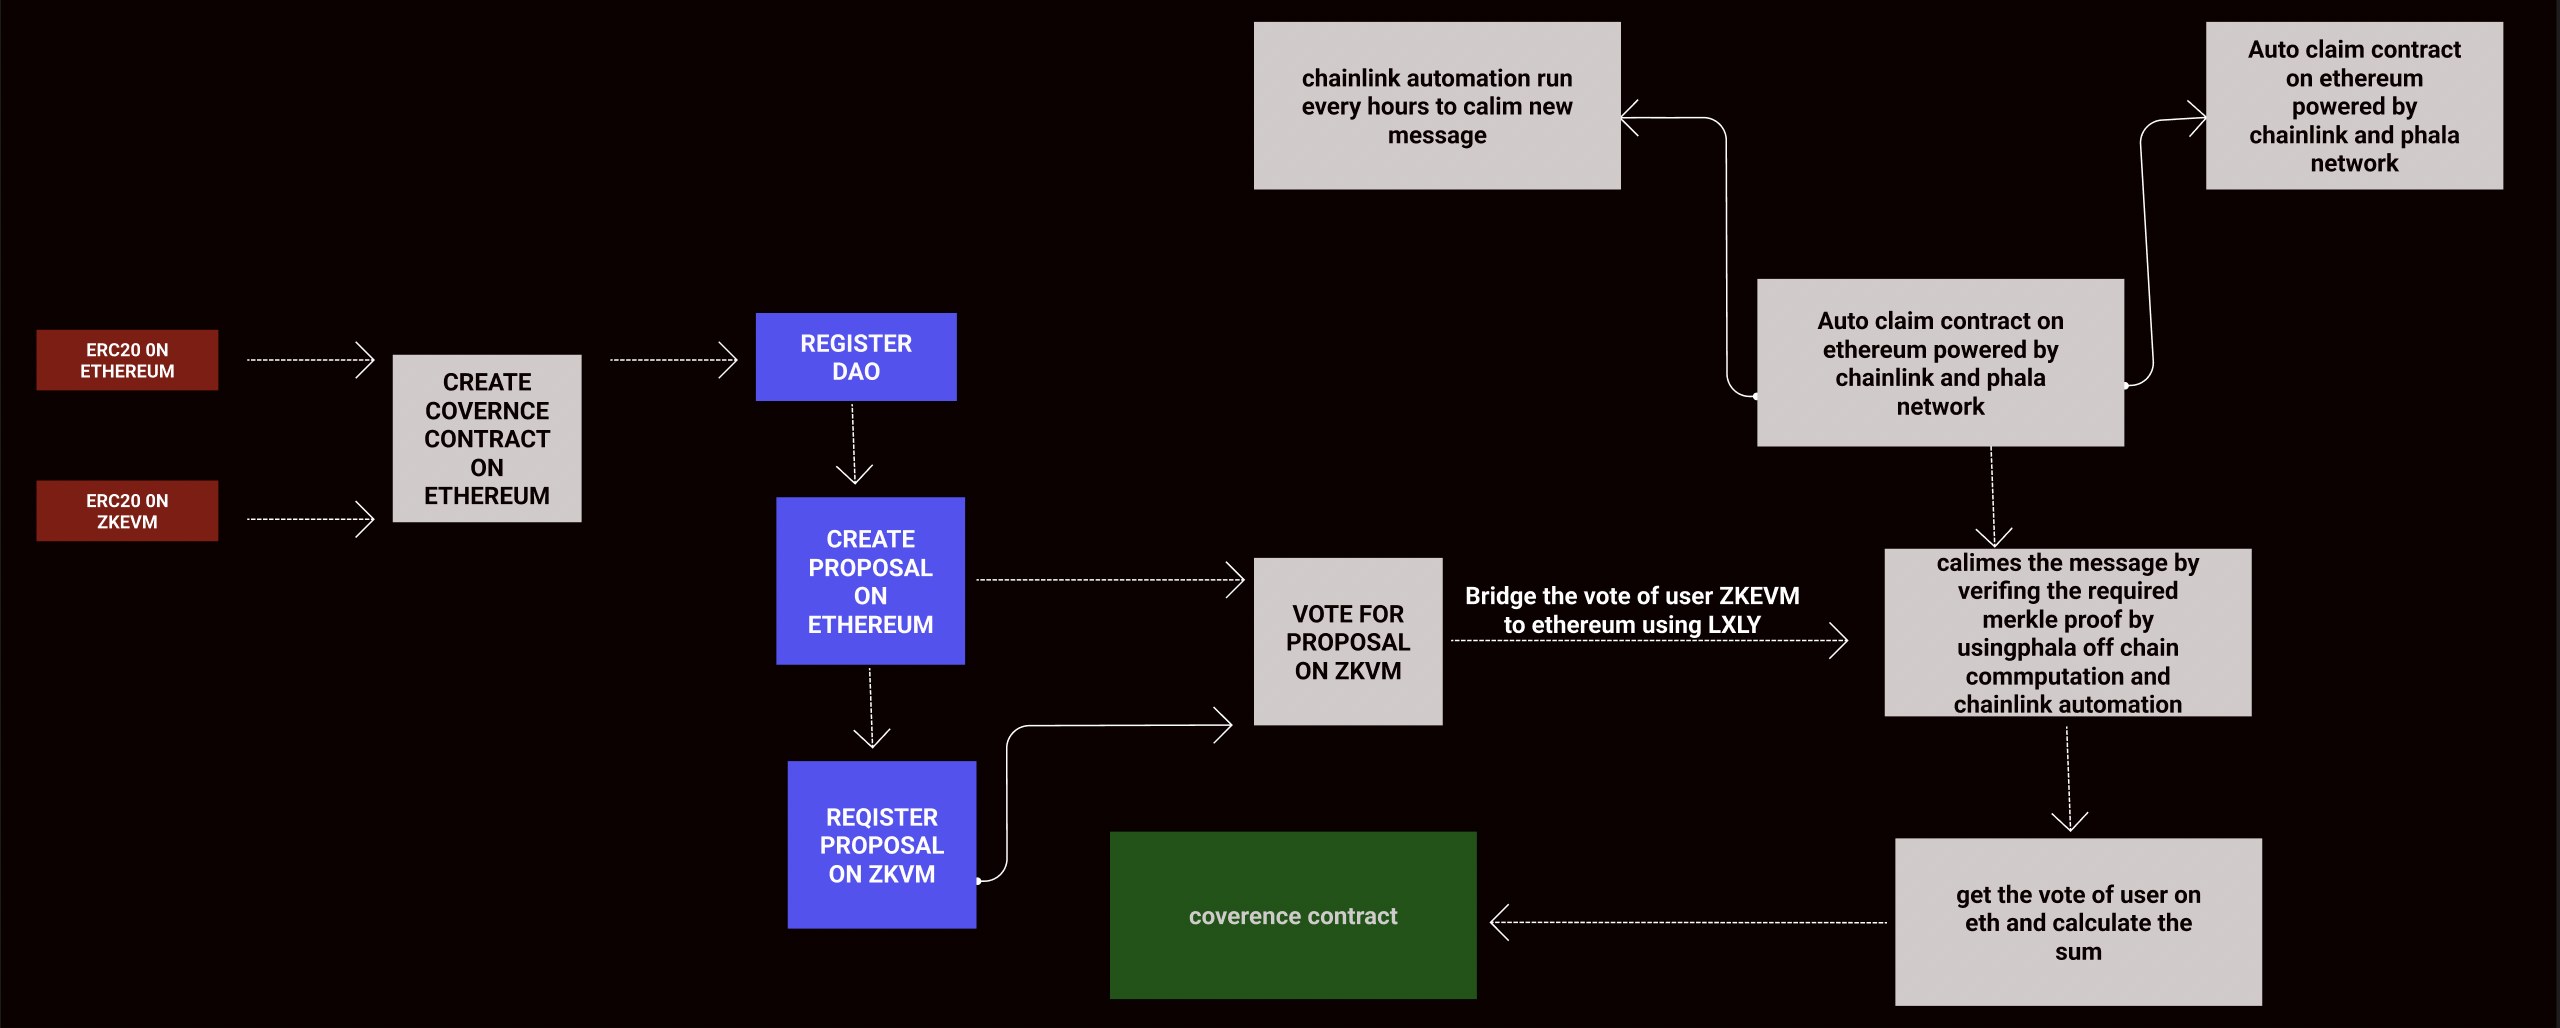 chainlink automation run
every hours to calim new
message
Auto claim contract
on ethereum
powered by
chainlink and phala
network
ERC20 0N
ETHEREUM
ERC20 0N
ZKEVM
CREATE
COVERNCE
CONTRACT
ON
ETHEREUM
REGISTER
DAO
Auto claim contract on
ethereum powered by
chainlink and phala
network
CREATE
PROPOSAL
ON
ETHEREUM
VOTE FOR
PROPOSAL
ON ZKVM
Bridge the vote of user ZKEVM
to ethereum using LXLY
calimes the message by
verifing the required
merkle proof by
usingphala off chain
commputation and
chainlink automation
REQISTER
PROPOSAL
ON ZKVM
coverence contract
get the vote of user on
eth and calculate the
sum